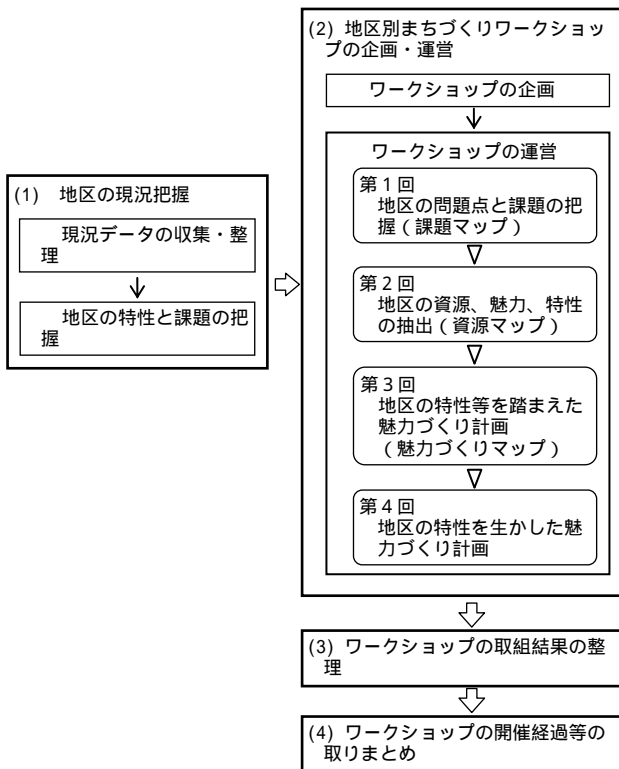 (1) 地区の現況把握
現況データの収集・整
理
地区の特性と課題の把
握
(2) 地区別まちづくりワークショッ
プの企画・運営
ワークショップの企画
ワークショップの運営
第１回
地区の問題点と課題の把
握(課題マップ)
第２回
地区の資源、魅力、特性
の抽出(資源マップ)
第３回
地区の特性等を踏まえた
魅力づくり計画
(魅力づくりマップ)
第４回
地区の特性を生かした魅
力づくり計画
(3) ワークショップの取組結果の整
理
(4) ワークショップの開催経過等の
取りまとめ